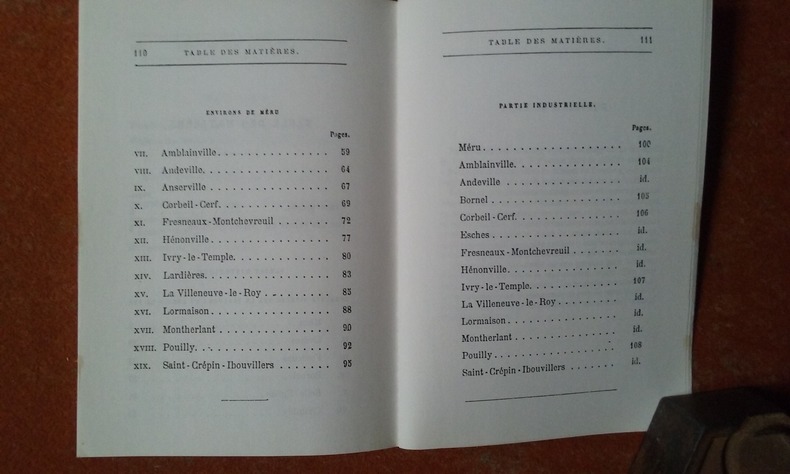 110 TABLE DES MATIÈRES.
ENVIRONS DE MÉRU
Pages.
VII. Amblainville. . . . . . . . . . . . . . . 59
VIII. Andeville. . . . . . . . . . . . . . . . 64
IX. Anserville . . . . . . . . . . . . . . . 67
X. Corbeil-Cerf. . . . . . . . . . . . . . . 69
XI. Fresneaux-Montchevreuil . . . . . . . 72
XII. Hénonville. . . . . . . . . . . . . . . 77
XIII. Ivry-le-Temple. . . . . . . . . . . . . 80
XIV. Lardières. . . . . . . . . . . . . . . . 83
XV. La Villeneuve-le-Roy . . . . . . . . . 85
XVI. Lormaison . . . . . . . . . . . . . . . 88
XVII. Montherlant . . . . . . . . . . . . . . 90
XVIII. Pouilly. . . . . . . . . . . . . . . . . 92
XIX. Saint-Crépin-Ibouvillers . . . . . . . 95
TABLE DES MATIÈRES. 111
PARTIE INDUSTRIELLE.
Pages.
Méru . . . . . . . . . . . . . . . . . . 100
Amblainville. . . . . . . . . . . . . . . 104
Andeville . . . . . . . . . . . . . . . id.
Bornel . . . . . . . . . . . . . . . . . 105
Corbeil-Cerf. . . . . . . . . . . . . . . 106
Esches . . . . . . . . . . . . . . . . . id.
Fresneaux-Montchevreuil . . . . . . . id.
Hénonville. . . . . . . . . . . . . . . id.
Ivry-le-Temple. . . . . . . . . . . . . 107
La Villeneuve-le-Roy . . . . . . . . . id.
Lormaison . . . . . . . . . . . . . . . id.
Montherlant . . . . . . . . . . . . . . id.
Pouilly . . . . . . . . . . . . . . . . . 108
Saint-Crépin-Ibouvillers . . . . . . . id.